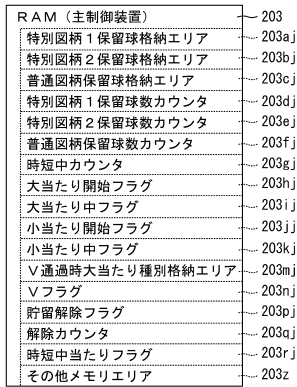 RAM（主制御装置） 203
特別図柄１保留球格納エリア 203aj
特別図柄２保留球格納エリア 203bj
普通図柄保留球格納エリア 203cj
特別図柄１保留球数カウンタ 203dj
特別図柄２保留球数カウンタ 203ej
普通図柄保留球数カウンタ 203fj
時短中カウンタ 203gj
大当たり開始フラグ 203hj
大当たり中フラグ 203ij
小当たり開始フラグ 203jj
小当たり中フラグ 203kj
Ｖ通過時大当たり種別格納エリア 203mj
Ｖフラグ 203nj
貯留解除フラグ 203pj
解除カウンタ 203qj
時短中当たりフラグ 203rj
その他メモリエリア 203z